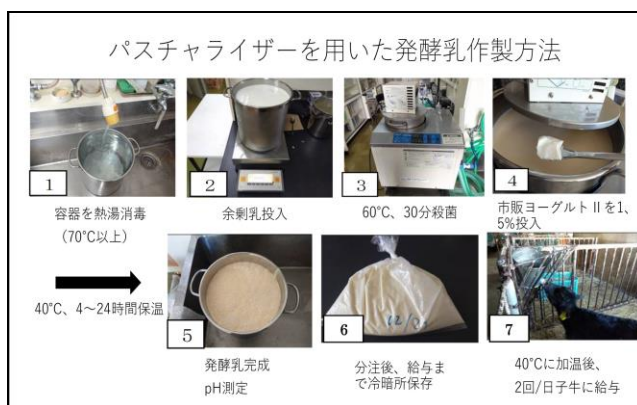 パスチャライザーを用いた発酵乳作製方法
1
2
3
4
容器を熱湯消毒
（70°C以上）
余剰乳投入
60°C、30分殺菌
市販ヨーグルトⅡを1、
5%投入
40°C、4〜24時間保温
5
6
7
発酵乳完成
pH測定
分注後、給与ま
で冷暗所保存
40°Cに加温後、
2回/日子牛に給与